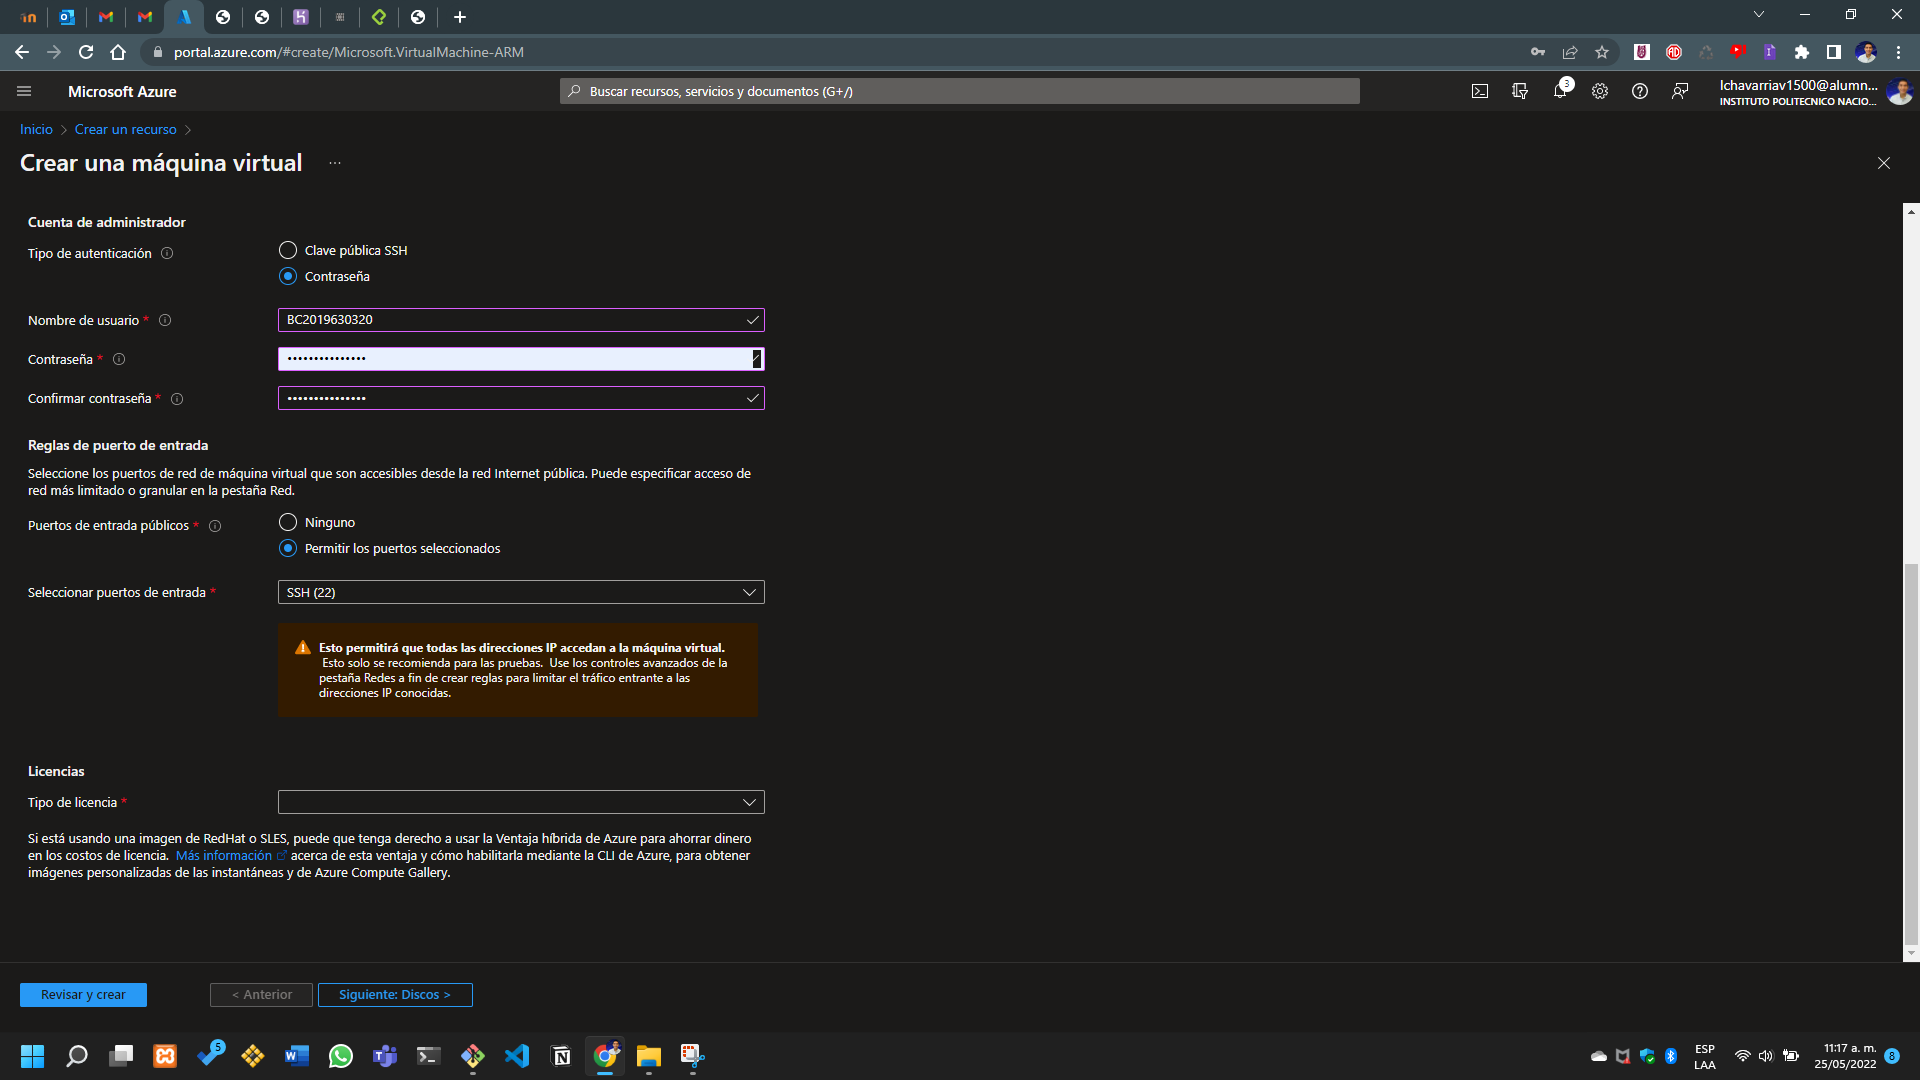 portal.azure.com/#create/Microsoft.VirtualMachine-ARM
Microsoft Azure
Buscar recursos, servicios y documentos (G+/)
3
lchavarriav1500@alumn...
INSTITUTO POLITECNICO NACIO...
Inicio > Crear un recurso >
Crear una máquina virtual ...
Cuenta de administrador
Tipo de autenticación
Clave pública SSH
Contraseña
Nombre de usuario *
BC2019630320
Contraseña *
Confirmar contraseña *
Reglas de puerto de entrada
Seleccione los puertos de red de máquina virtual que son accesibles desde la red Internet pública. Puede especificar acceso de
red más limitado o granular en la pestaña Red.
Puertos de entrada públicos *
Ninguno
Permitir los puertos seleccionados
Seleccionar puertos de entrada *
SSH (22)
Esto permitirá que todas las direcciones IP accedan a la máquina virtual.
Esto solo se recomienda para las pruebas. Use los controles avanzados de la
pestaña Redes a fin de crear reglas para limitar el tráfico entrante a las
direcciones IP conocidas.
Licencias
Tipo de licencia *
Si está usando una imagen de RedHat o SLES, puede que tenga derecho a usar la Ventaja híbrida de Azure para ahorrar dinero
en los costos de licencia. Más información acerca de esta ventaja y cómo habilitarla mediante la CLI de Azure, para obtener
imágenes personalizadas de las instantáneas y de Azure Compute Gallery.
Revisar y crear
< Anterior
Siguiente: Discos >
5
ESP
LAA
11:17 a. m.
25/05/2022
8